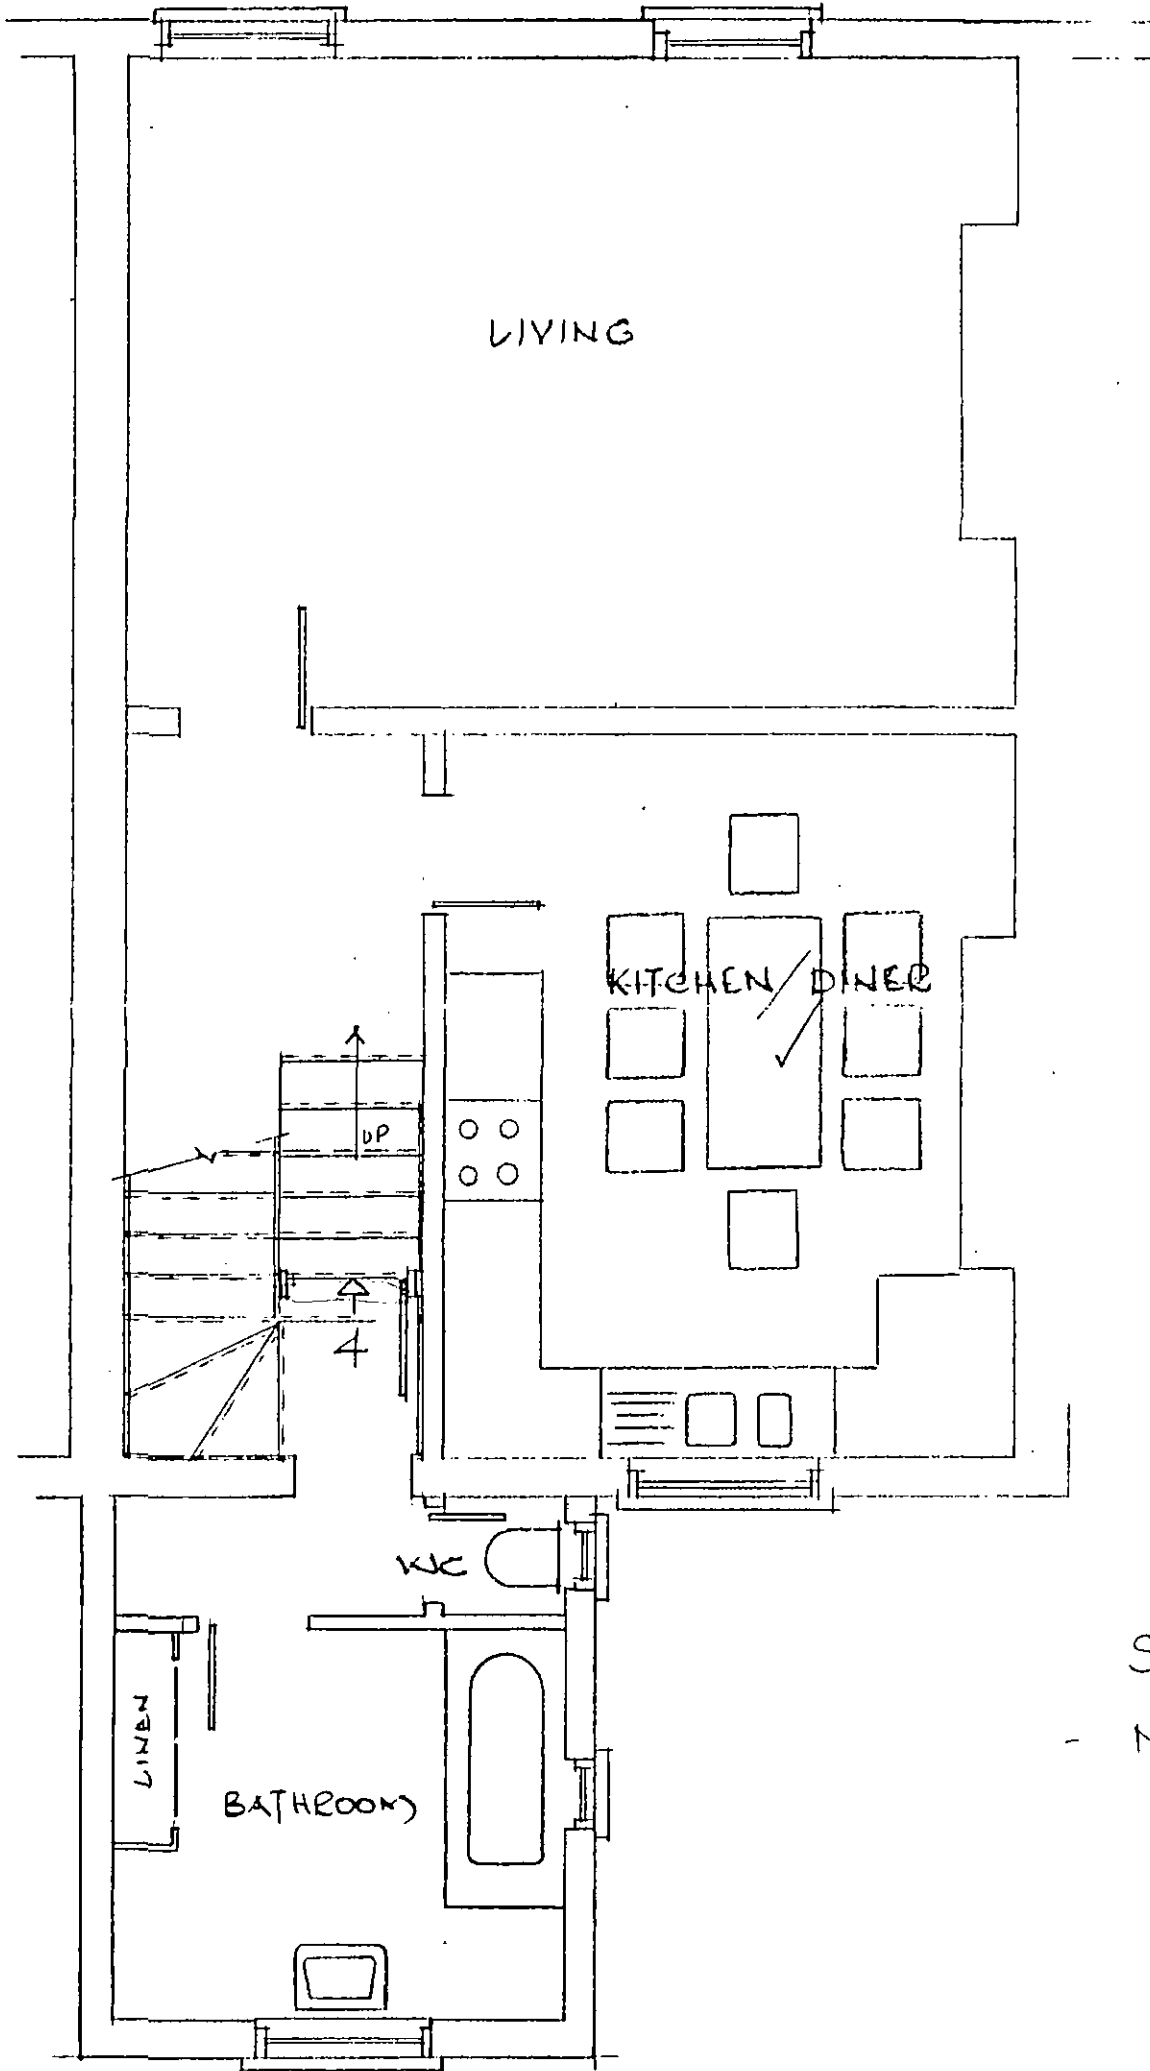 LIVING
KITCHEN/DINER
UP
4
WC
LINEN
BATHROOM
S
- N